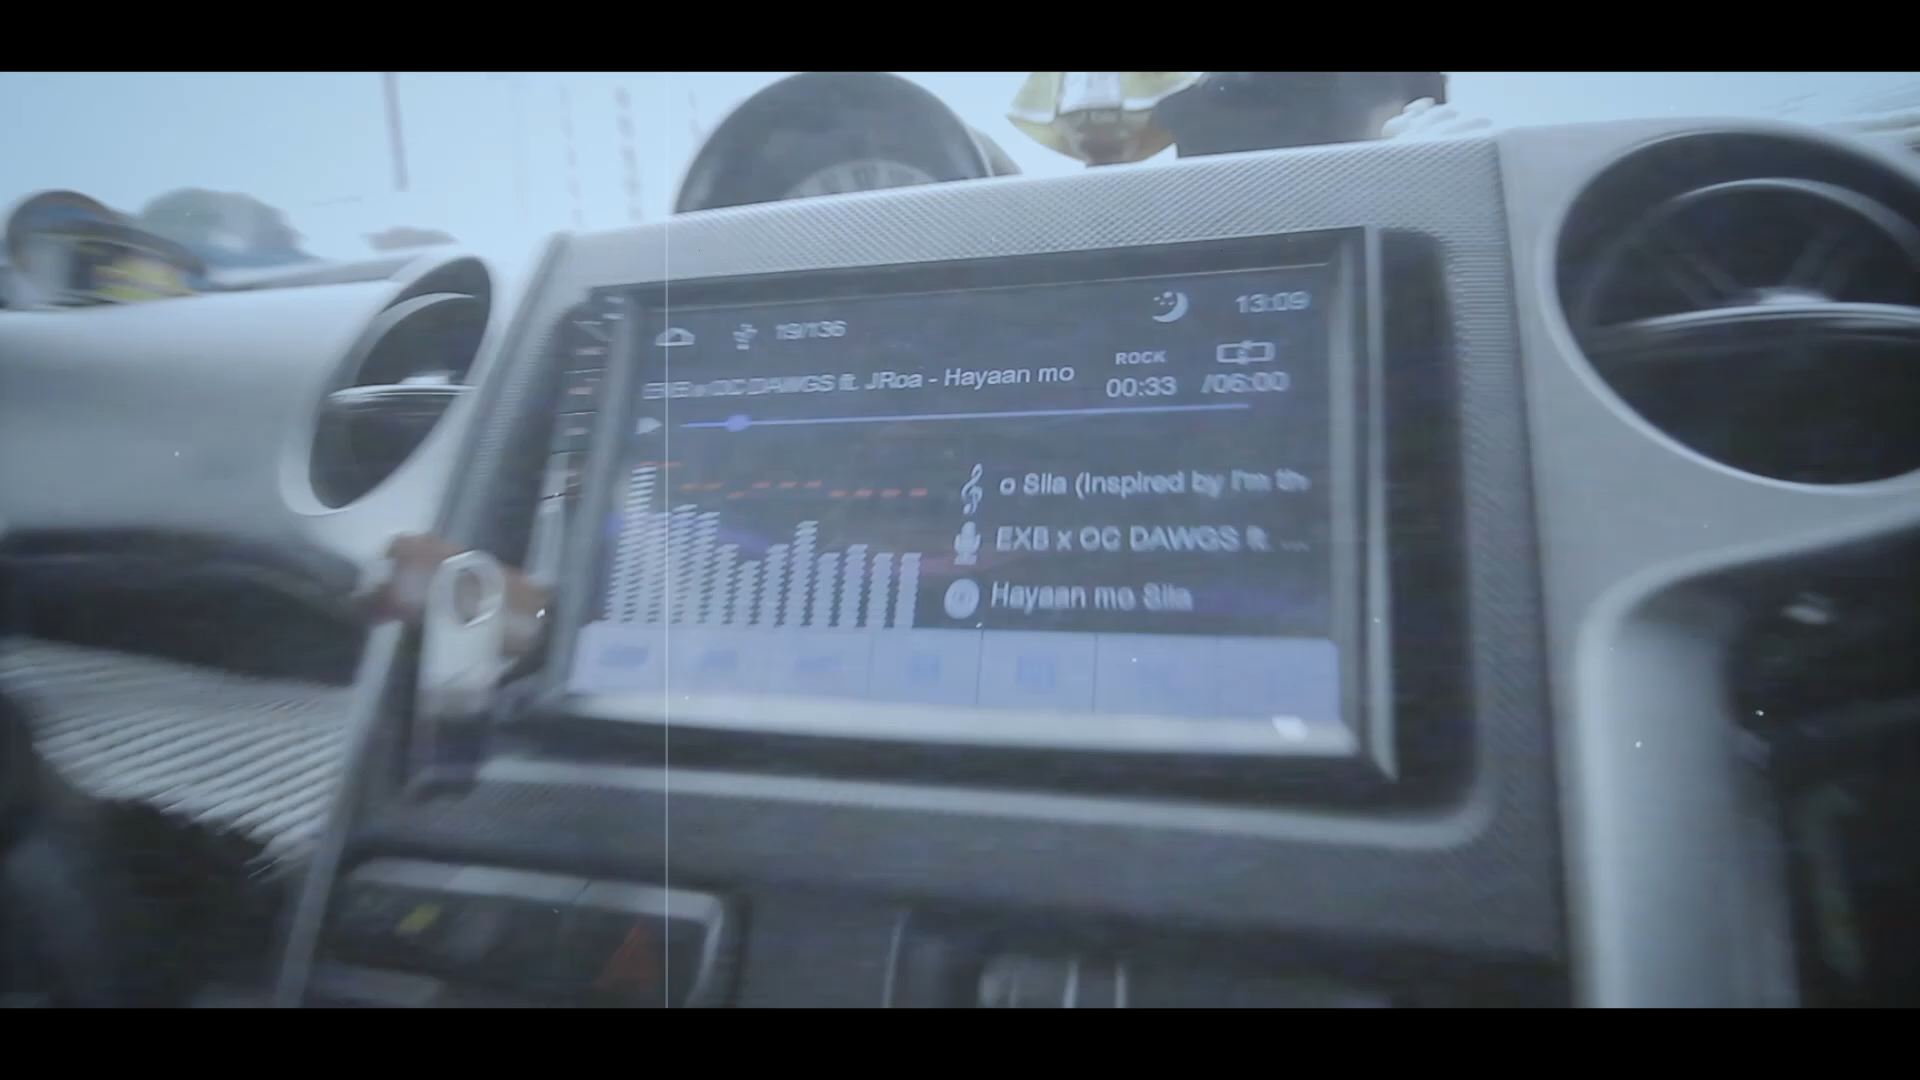 19/136
13:09
EXB x OC DAWGS ft. JRoa - Hayaan mo
ROCK
00:33 /06:00
o Sila (Inspired by I'm th
EXB x OC DAWGS ft. ...
Hayaan mo Sila